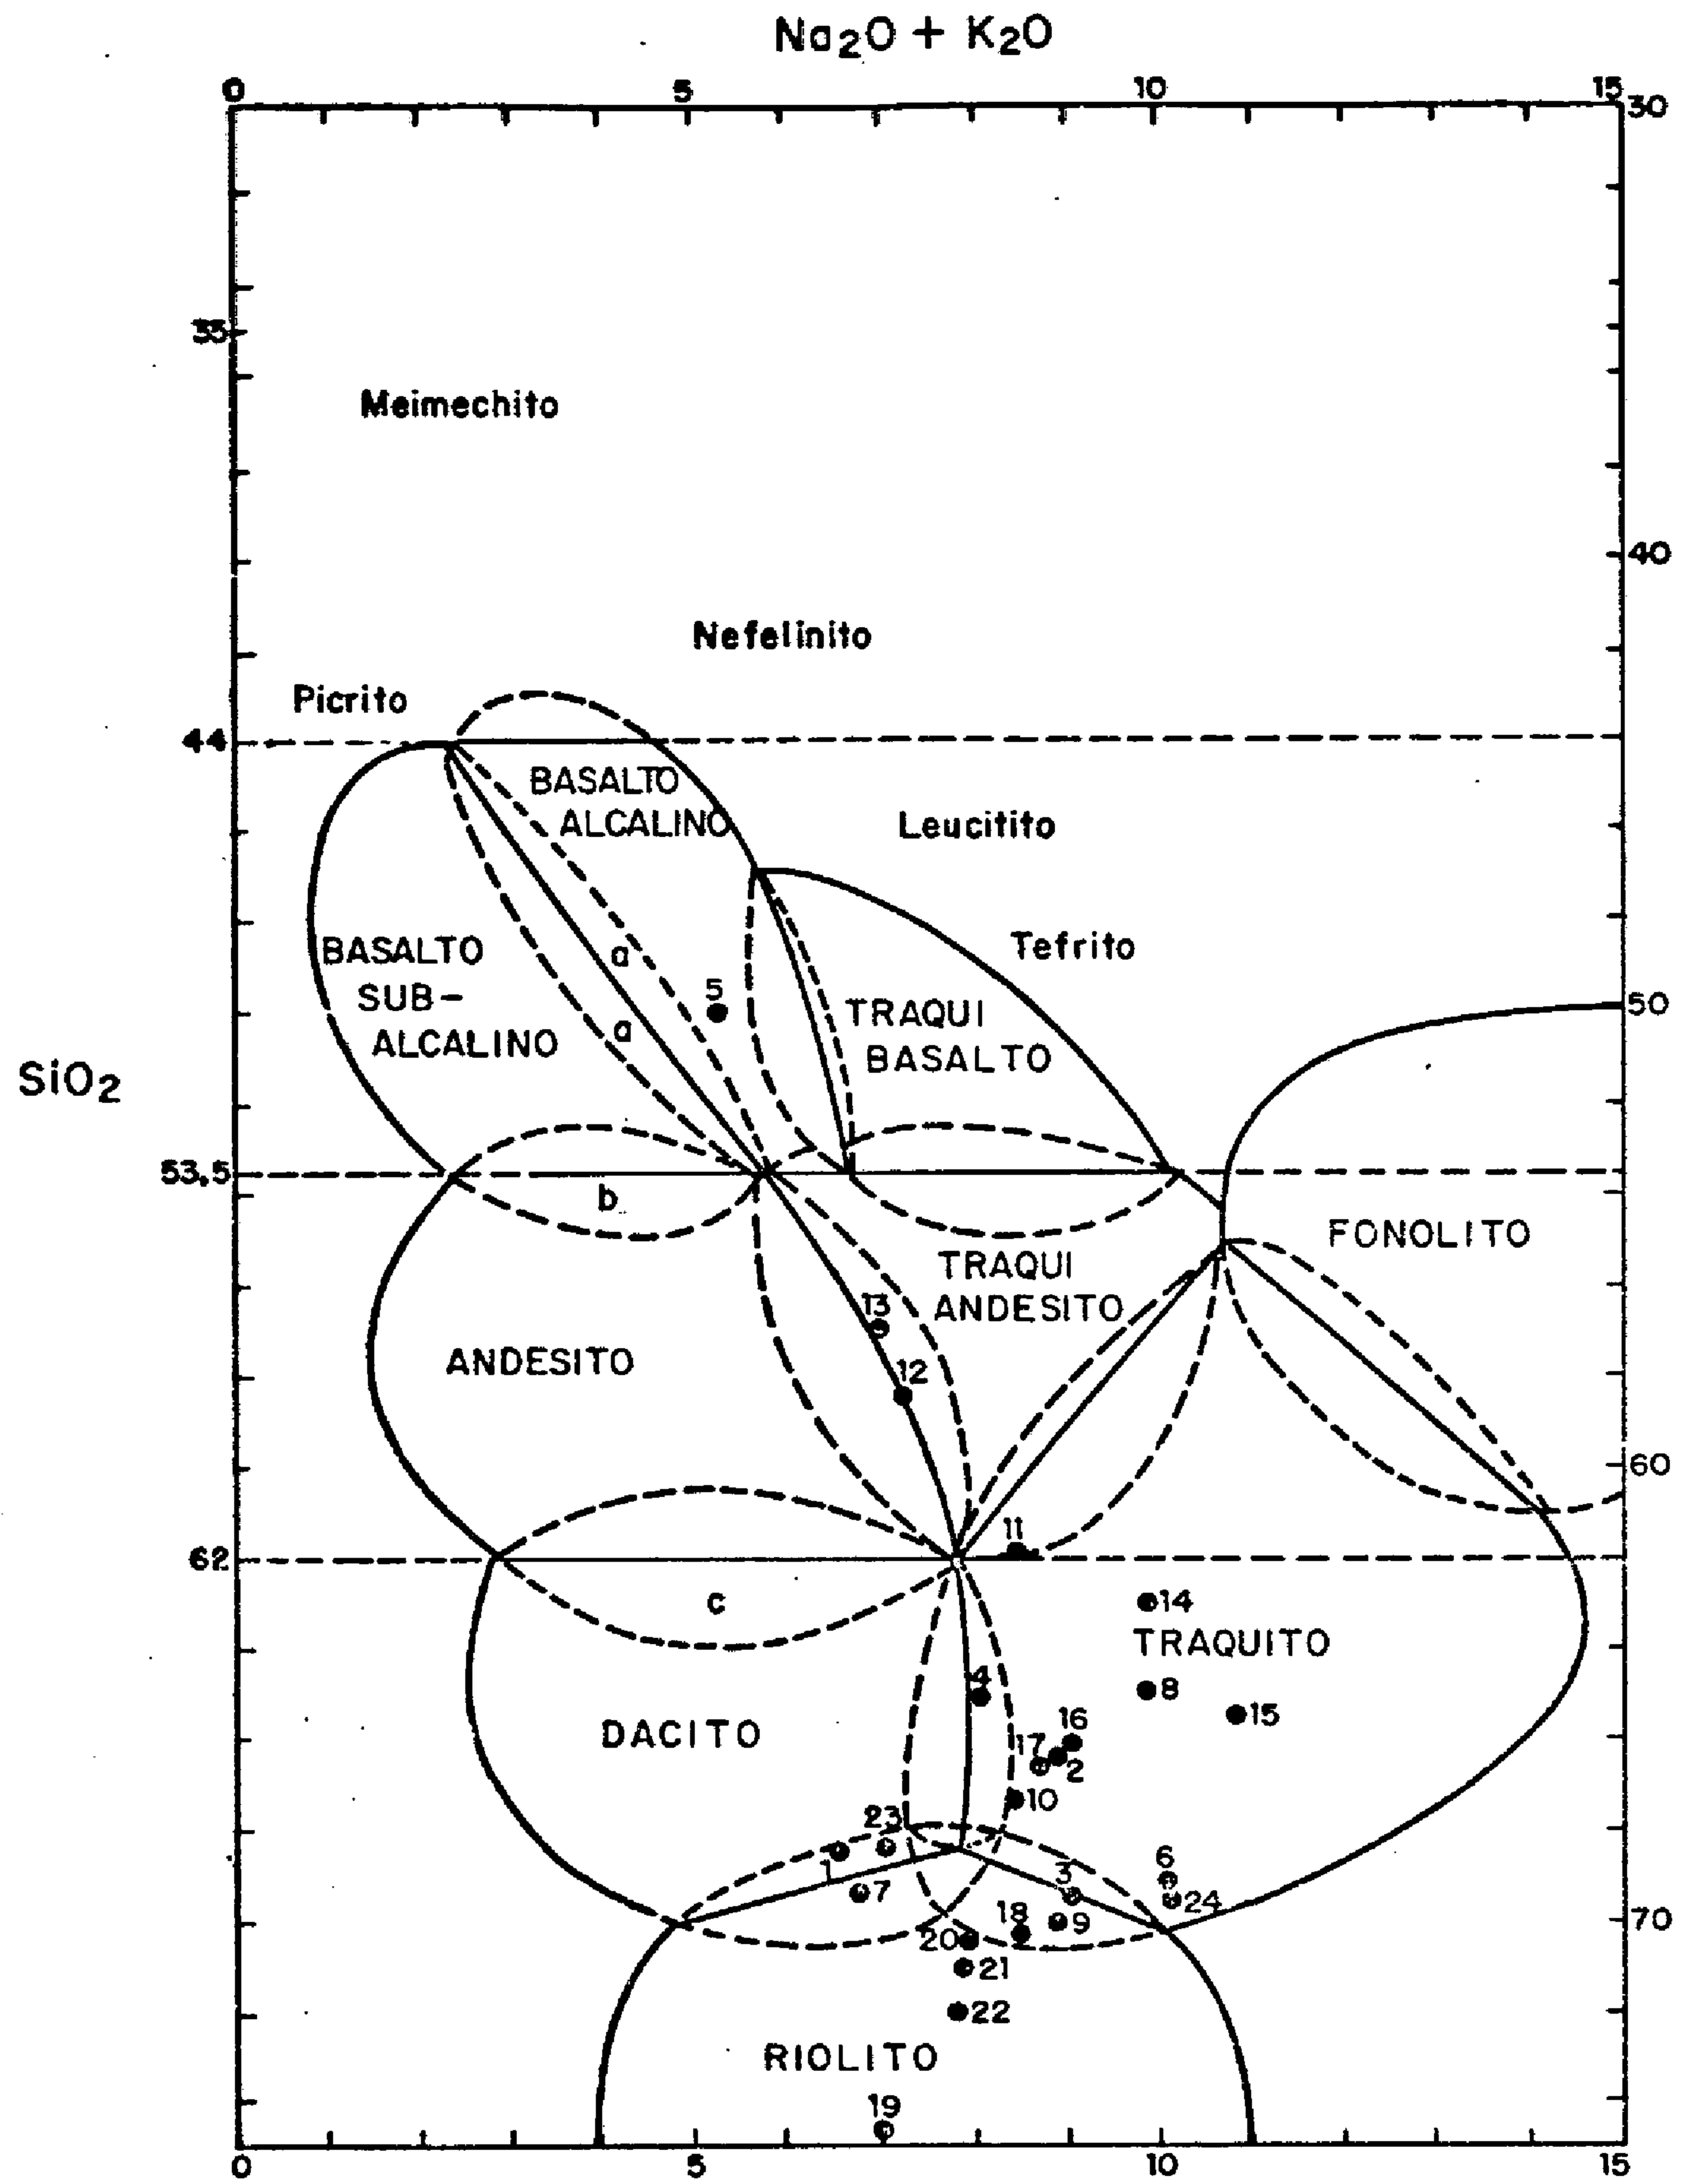 Na₂O + K₂O
0 5 10 15
30
35
Meimechito
40
Nefelinito
Picrito
44
BASALTO
ALCALINO
Leucitito
BASALTO
SUB-
ALCALINO
a
a
Tefrito
5
TRAQUI
BASALTO
50
SiO₂
53,5
b
FONOLITO
TRAQUI
ANDESITO
13
ANDESITO
12
60
11
62
c
14
TRAQUITO
4
8
15
DACITO
16
17
2
10
23
1
7
3
6
24
18
9
20
70
21
22
RIOLITO
19
0 5 10 15